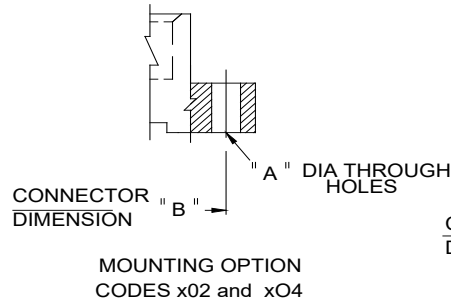 " A " DIA THROUGH
HOLES
CONNECTOR " B "
DIMENSION
MOUNTING OPTION
CODES x02 and xO4